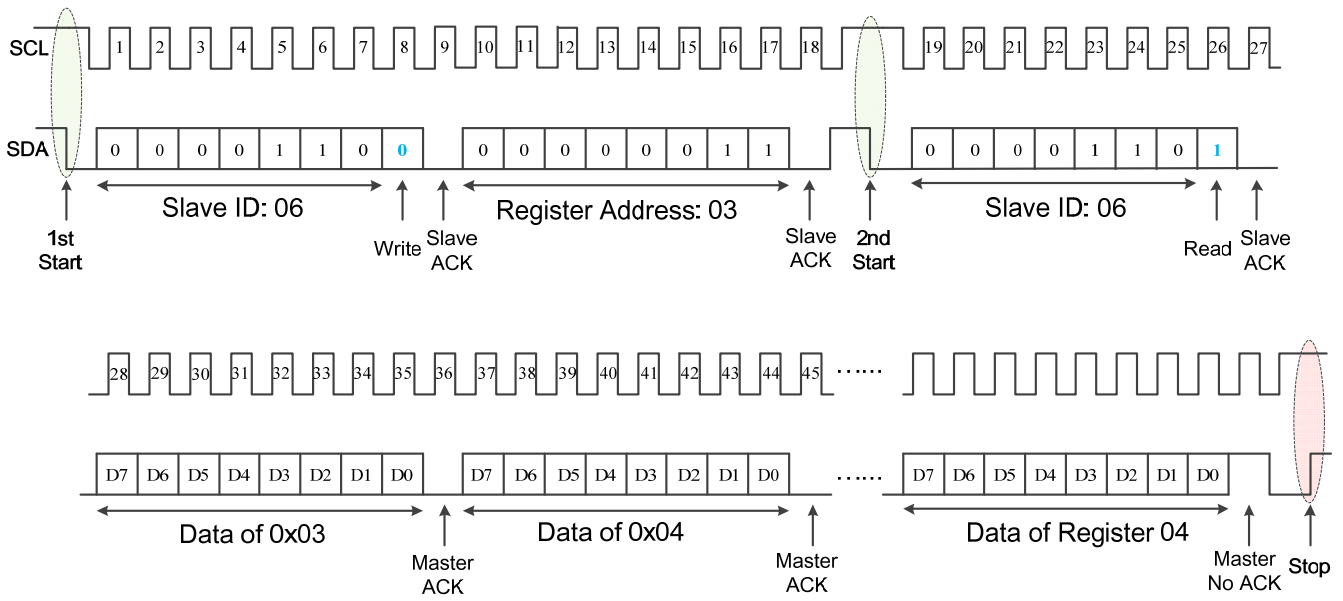 SCL 1 2 3 4 5 6 7 8 9 10 11 12 13 14 15 16 17 18 19 20 21 22 23 24 25 26 27
SDA 0 0 0 0 1 1 0 0 0 0 0 0 0 0 1 1 0 0 0 0 1 1 0 1
Slave ID: 06 Register Address: 03 Slave ID: 06
1st Start
Write
Slave ACK
Slave ACK
2nd Start
Read
Slave ACK
28 29 30 31 32 33 34 35 36 37 38 39 40 41 42 43 44 45 ......
D7 D6 D5 D4 D3 D2 D1 D0 D7 D6 D5 D4 D3 D2 D1 D0 ...... D7 D6 D5 D4 D3 D2 D1 D0
Data of 0x03 Data of 0x04 Data of Register 04
Master ACK
Master ACK
Master No ACK
Stop